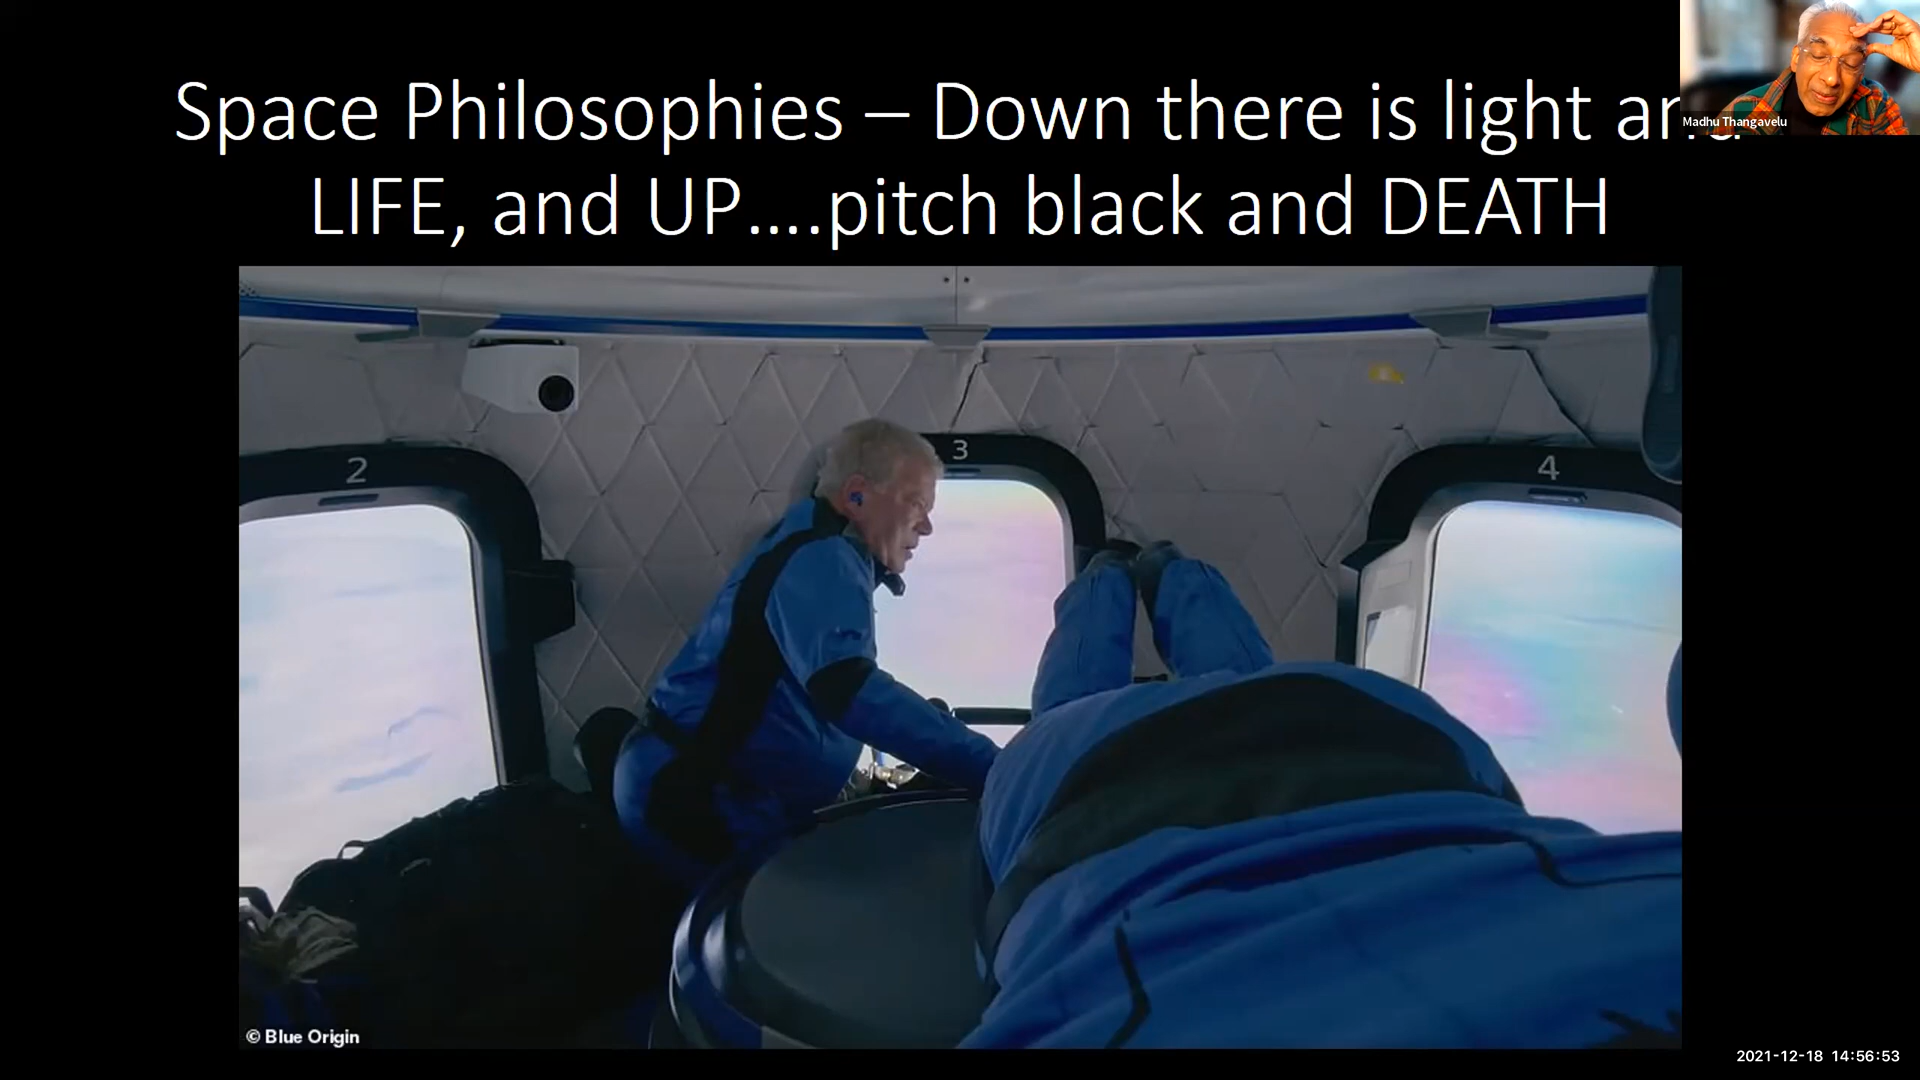 Space Philosophies – Down there is light and
LIFE, and UP....pitch black and DEATH
Madhu Thangavelu
2
3
4
© Blue Origin
2021-12-18 14:56:53